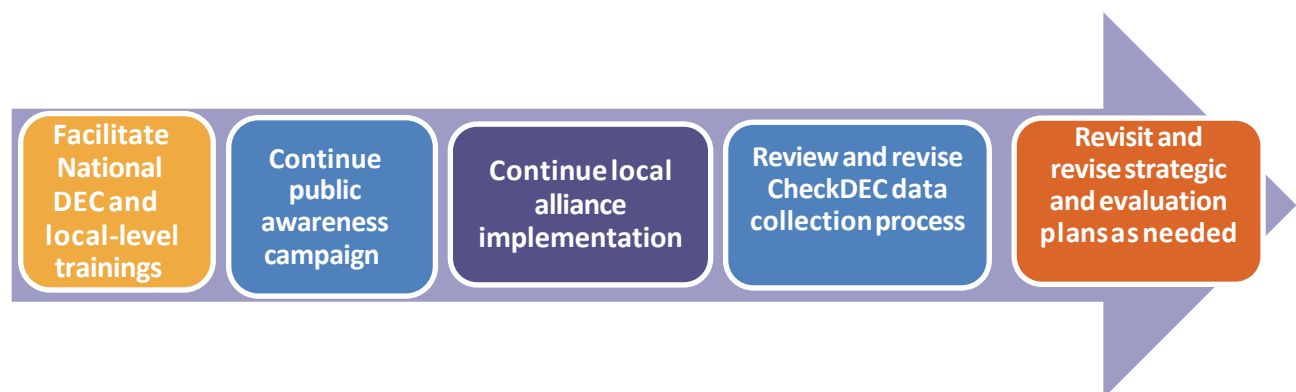 Facilitate
National
DEC and
local-level
trainings
Continue
public
awareness
campaign
Continue local
alliance
implementation
Review and revise
CheckDEC data
collection process
Revisit and
revise strategic
and evaluation
plans as needed